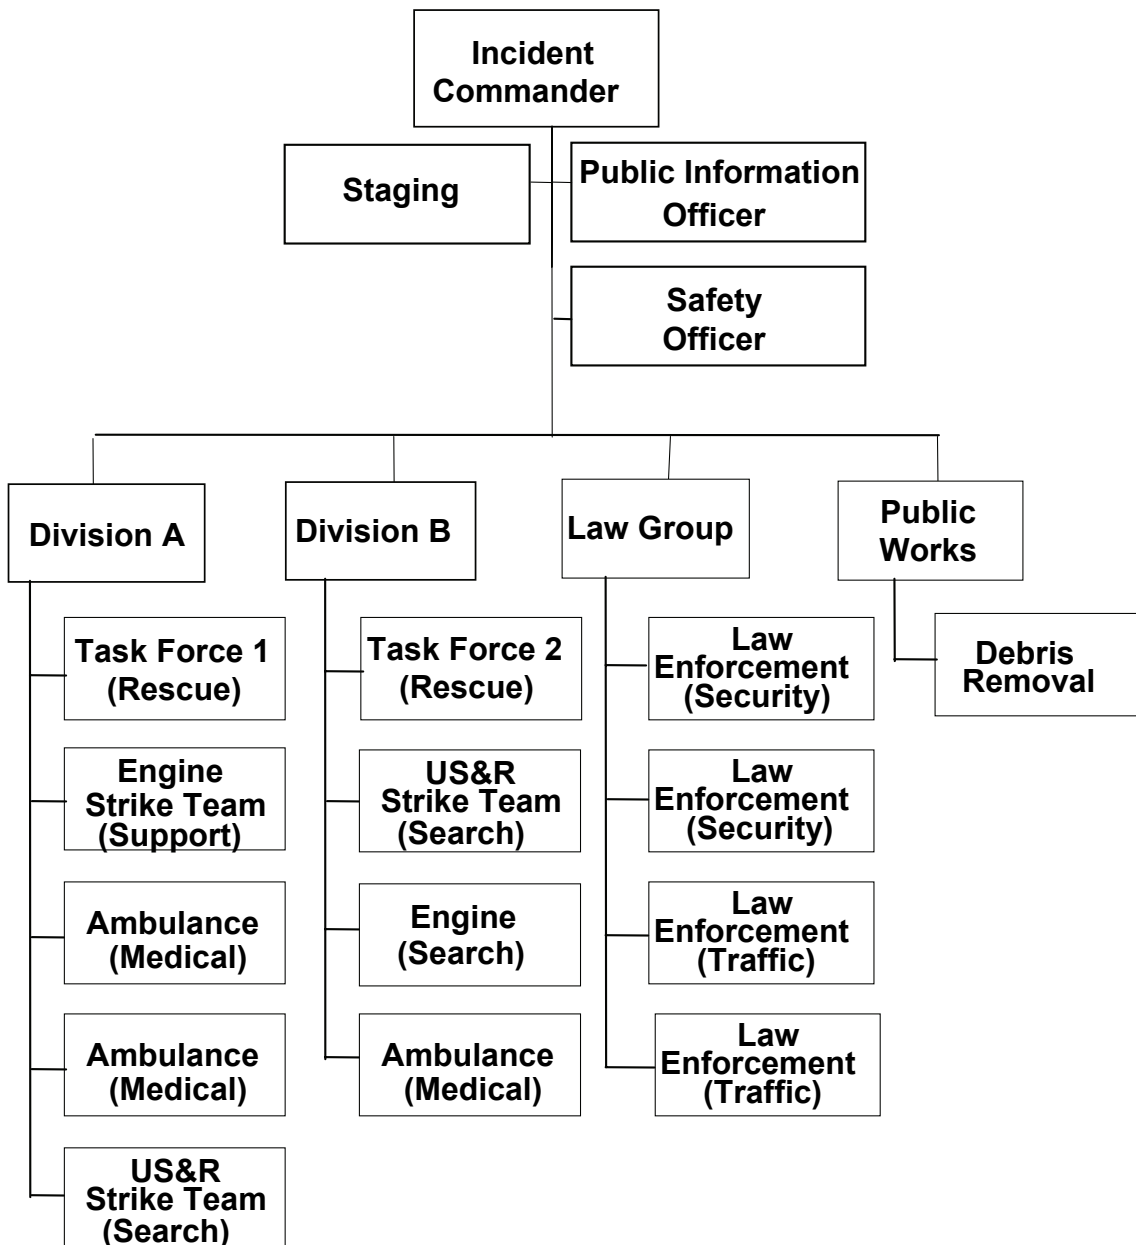 Incident
Commander
Staging
Public Information
Officer
Safety
Officer
Division A
Division B
Law Group
Public
Works
Task Force 1
(Rescue)
Engine
Strike Team
(Support)
Ambulance
(Medical)
Ambulance
(Medical)
US&R
Strike Team
(Search)
Task Force 2
(Rescue)
US&R
Strike Team
(Search)
Engine
(Search)
Ambulance
(Medical)
Law
Enforcement
(Security)
Law
Enforcement
(Security)
Law
Enforcement
(Traffic)
Law
Enforcement
(Traffic)
Debris
Removal